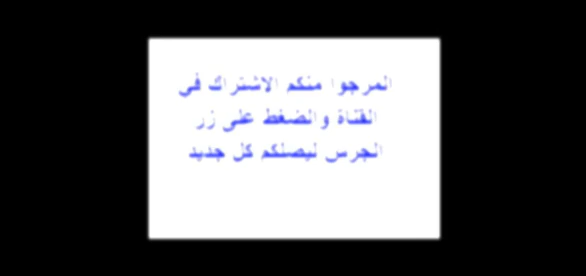 المرجوا منكم الاشتراك في
القناة والضغط على زر
الجرس ليصلكم كل جديد